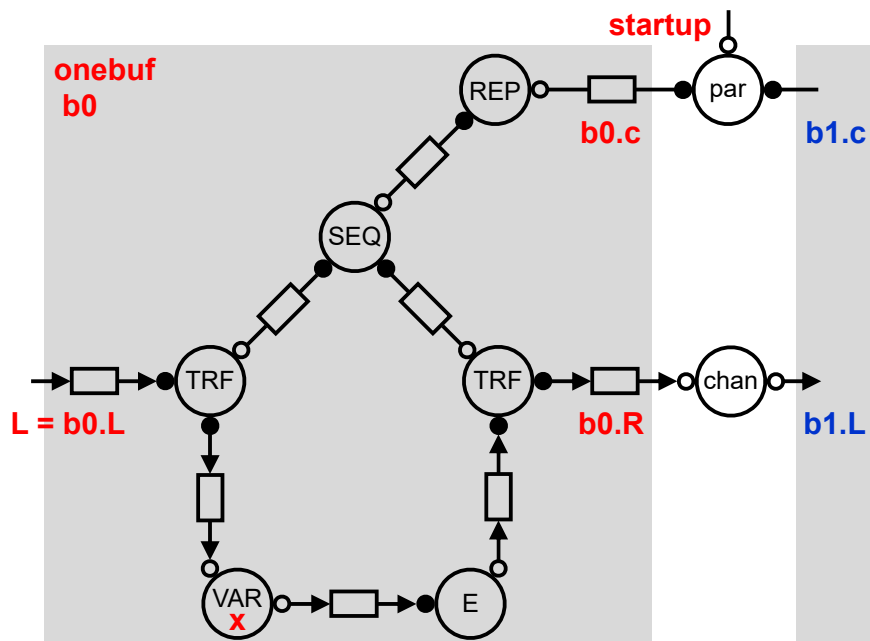 startup
onebuf
b0
REP
par
b0.c
b1.c
SEQ
TRF
TRF
chan
L = b0.L
b0.R
b1.L
VAR
x
E